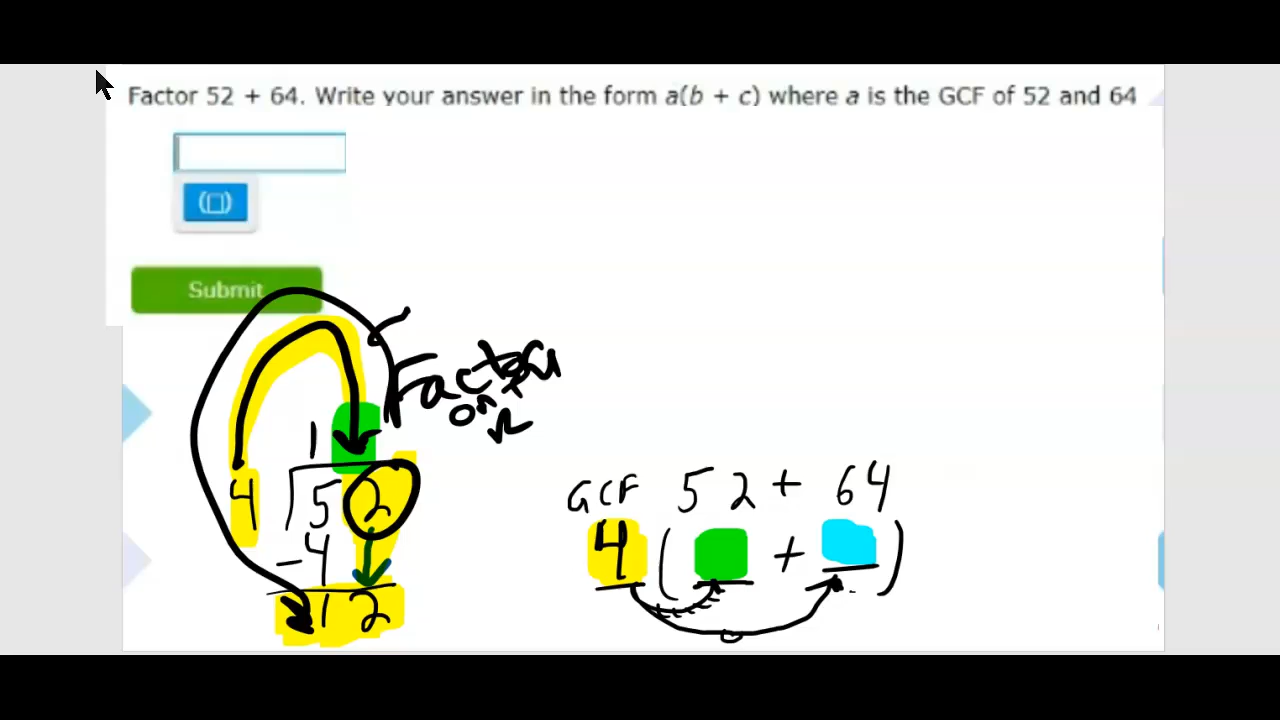 Factor 52 + 64. Write your answer in the form a(b + c) where a is the GCF of 52 and 64
(□)
Submit
1
4 52
-4
12
GCF 52 + 64
4 ( + )